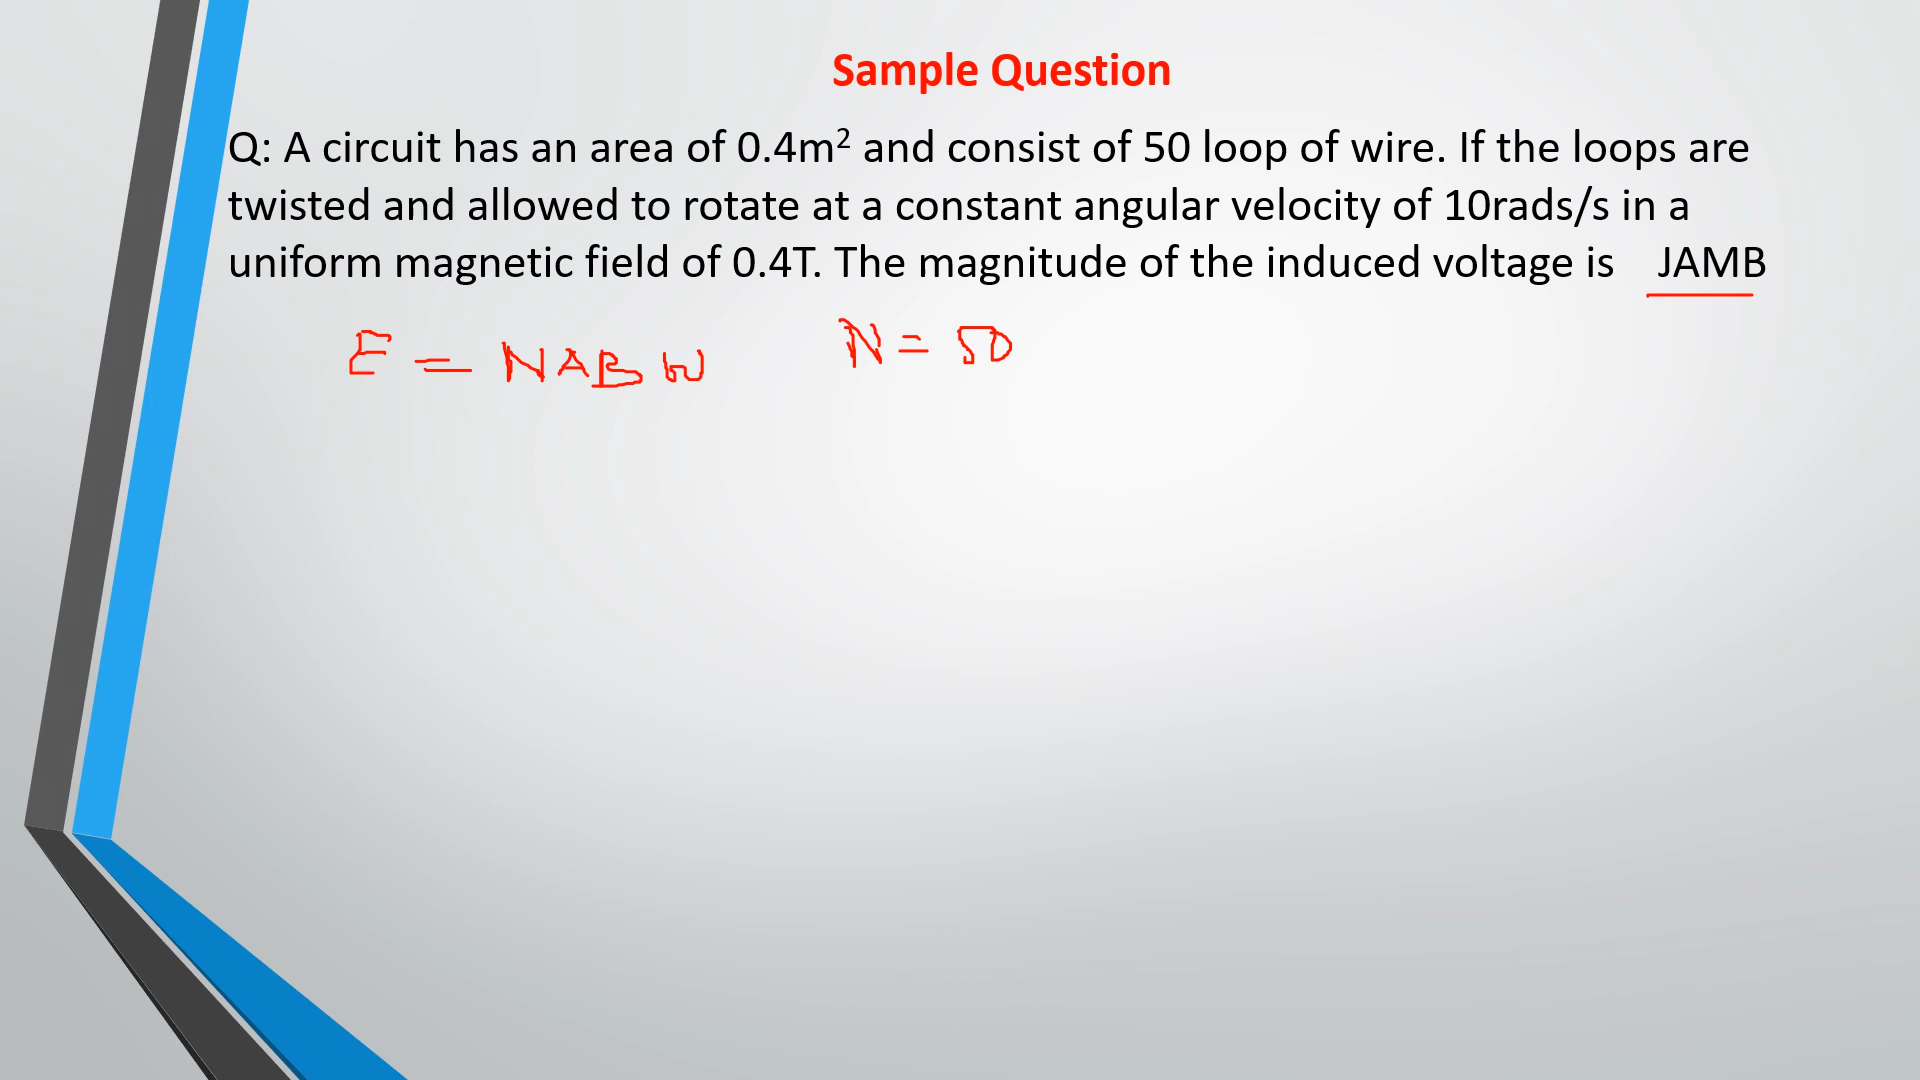 Sample Question
Q: A circuit has an area of 0.4m² and consist of 50 loop of wire. If the loops are
twisted and allowed to rotate at a constant angular velocity of 10rads/s in a
uniform magnetic field of 0.4T. The magnitude of the induced voltage is JAMB
E = NABW N = 50